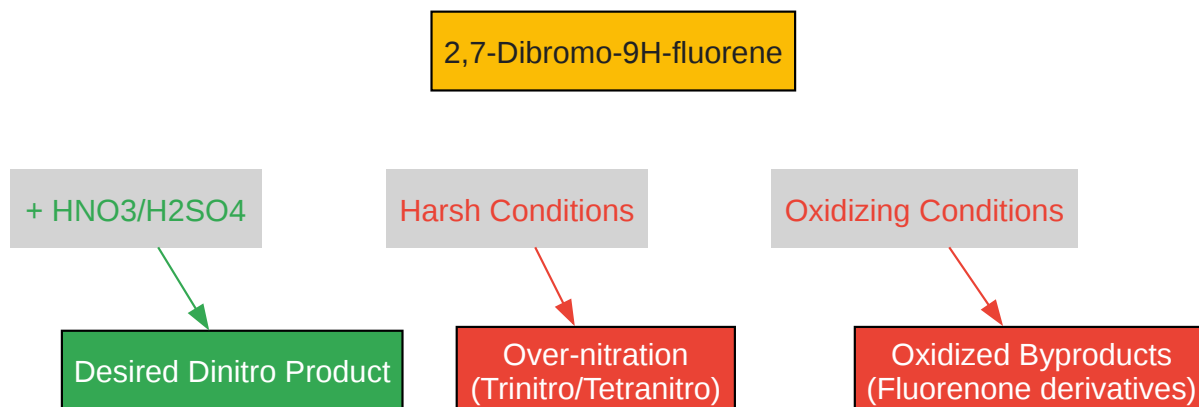 2,7-Dibromo-9H-fluorene
+ HNO3/H2SO4
Harsh Conditions
Oxidizing Conditions
Desired Dinitro Product
Over-nitration
(Trinitro/Tetranitro)
Oxidized Byproducts
(Fluorenone derivatives)